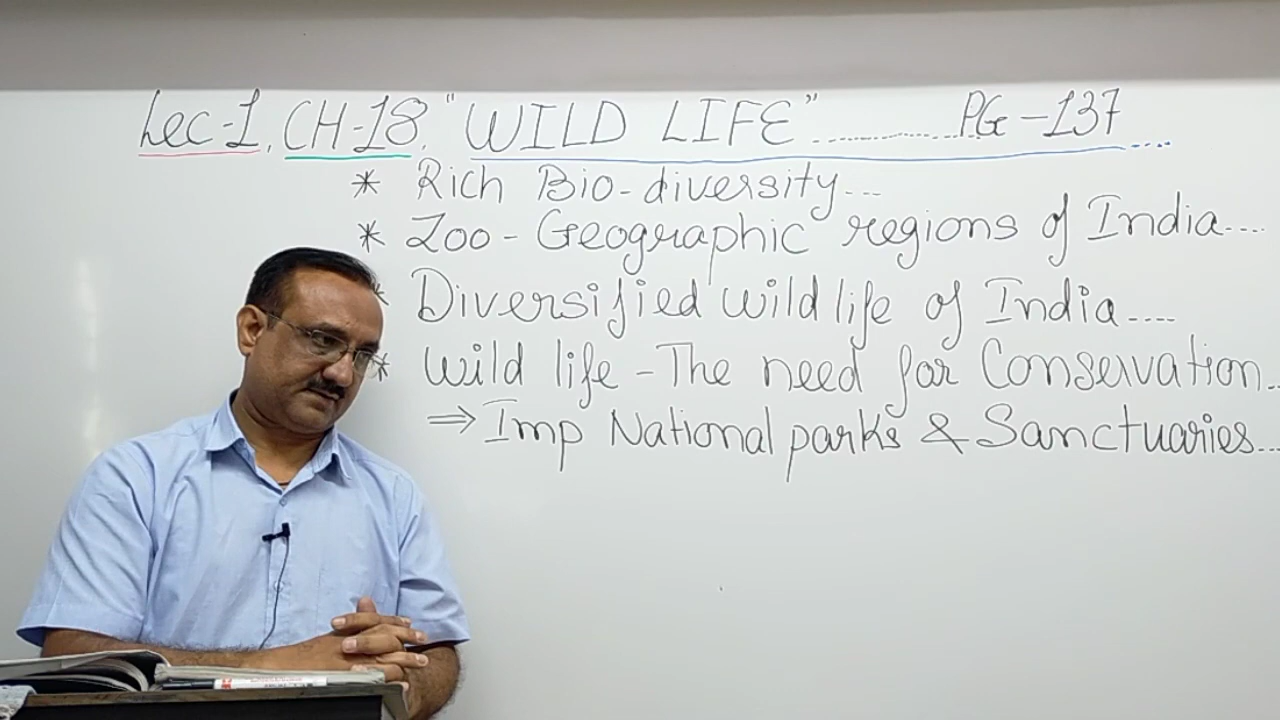 Lec-1, CH-18, "WILD LIFE".................PG-137....
* Rich Bio-diversity...
* Zoo-Geographic regions of India....
* Diversified wild life of India....
* Wild life - The need for Conservation..
⇒ Imp National parks & Sanctuaries...